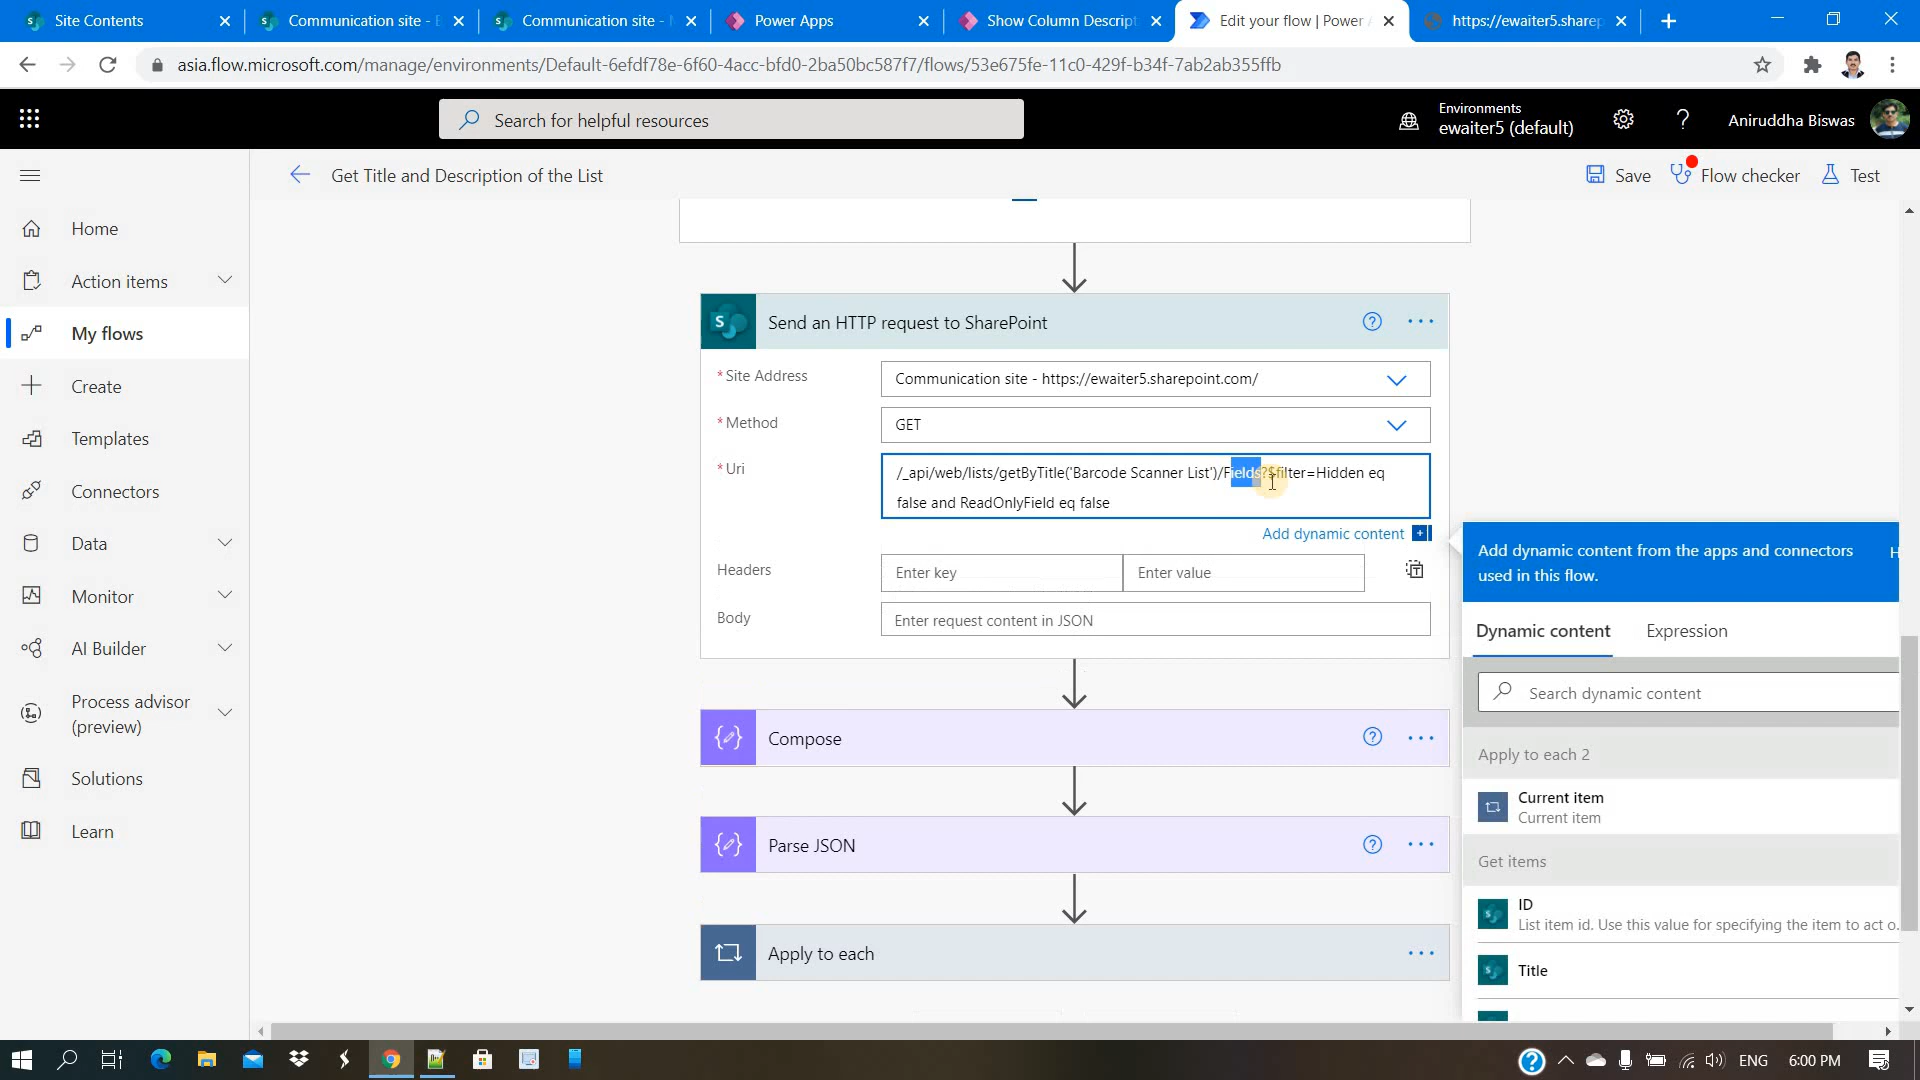 Site Contents
Communication site - E
Communication site - N
Power Apps
Show Column Descript
Edit your flow | Power A
https://ewaiter5.sharep
asia.flow.microsoft.com/manage/environments/Default-6efdf78e-6f60-4acc-bfd0-2ba50bc587f7/flows/53e675fe-11c0-429f-b34f-7ab2ab355ffb
Search for helpful resources
Environments
ewaiter5 (default)
Aniruddha Biswas
Get Title and Description of the List
Save
Flow checker
Test
Home
Action items
My flows
Create
Templates
Connectors
Data
Monitor
AI Builder
Process advisor
(preview)
Solutions
Learn
Send an HTTP request to SharePoint
* Site Address
Communication site - https://ewaiter5.sharepoint.com/
* Method
GET
* Uri
/_api/web/lists/getByTitle('Barcode Scanner List')/Fields?$filter=Hidden eq
false and ReadOnlyField eq false
Add dynamic content
Headers
Enter key
Enter value
Body
Enter request content in JSON
Compose
Parse JSON
Apply to each
Add dynamic content from the apps and connectors
used in this flow.
H
Dynamic content
Expression
Search dynamic content
Apply to each 2
Current item
Current item
Get items
ID
List item id. Use this value for specifying the item to act o.
Title
ENG
6:00 PM